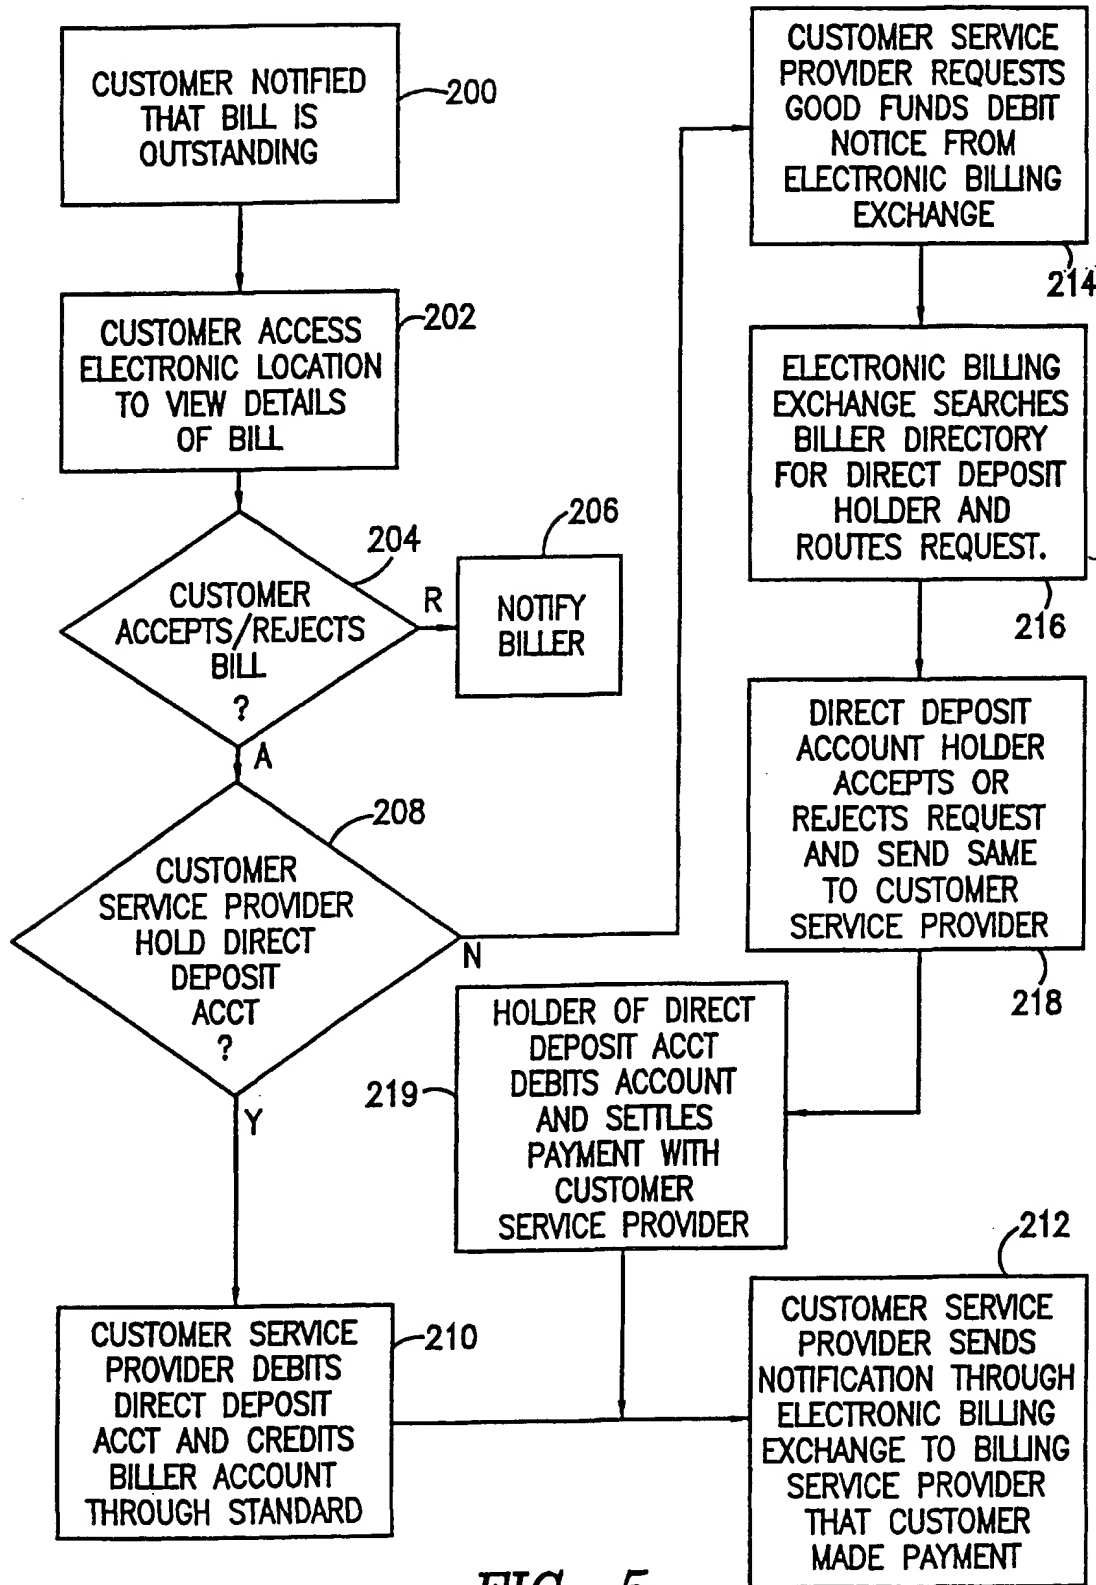 CUSTOMER NOTIFIED
THAT BILL IS
OUTSTANDING
200
CUSTOMER ACCESS
ELECTRONIC LOCATION
TO VIEW DETAILS
OF BILL
202
CUSTOMER
ACCEPTS/REJECTS
BILL
?
204
R
NOTIFY
BILLER
206
A
CUSTOMER
SERVICE PROVIDER
HOLD DIRECT
DEPOSIT
ACCT
?
208
N
Y
CUSTOMER SERVICE
PROVIDER DEBITS
DIRECT DEPOSIT
ACCT AND CREDITS
BILLER ACCOUNT
THROUGH STANDARD
210
CUSTOMER SERVICE
PROVIDER REQUESTS
GOOD FUNDS DEBIT
NOTICE FROM
ELECTRONIC BILLING
EXCHANGE
214
ELECTRONIC BILLING
EXCHANGE SEARCHES
BILLER DIRECTORY
FOR DIRECT DEPOSIT
HOLDER AND
ROUTES REQUEST.
216
DIRECT DEPOSIT
ACCOUNT HOLDER
ACCEPTS OR
REJECTS REQUEST
AND SEND SAME
TO CUSTOMER
SERVICE PROVIDER
218
HOLDER OF DIRECT
DEPOSIT ACCT
DEBITS ACCOUNT
AND SETTLES
PAYMENT WITH
CUSTOMER
SERVICE PROVIDER
219
212
CUSTOMER SERVICE
PROVIDER SENDS
NOTIFICATION THROUGH
ELECTRONIC BILLING
EXCHANGE TO BILLING
SERVICE PROVIDER
THAT CUSTOMER
MADE PAYMENT
FIG. 5